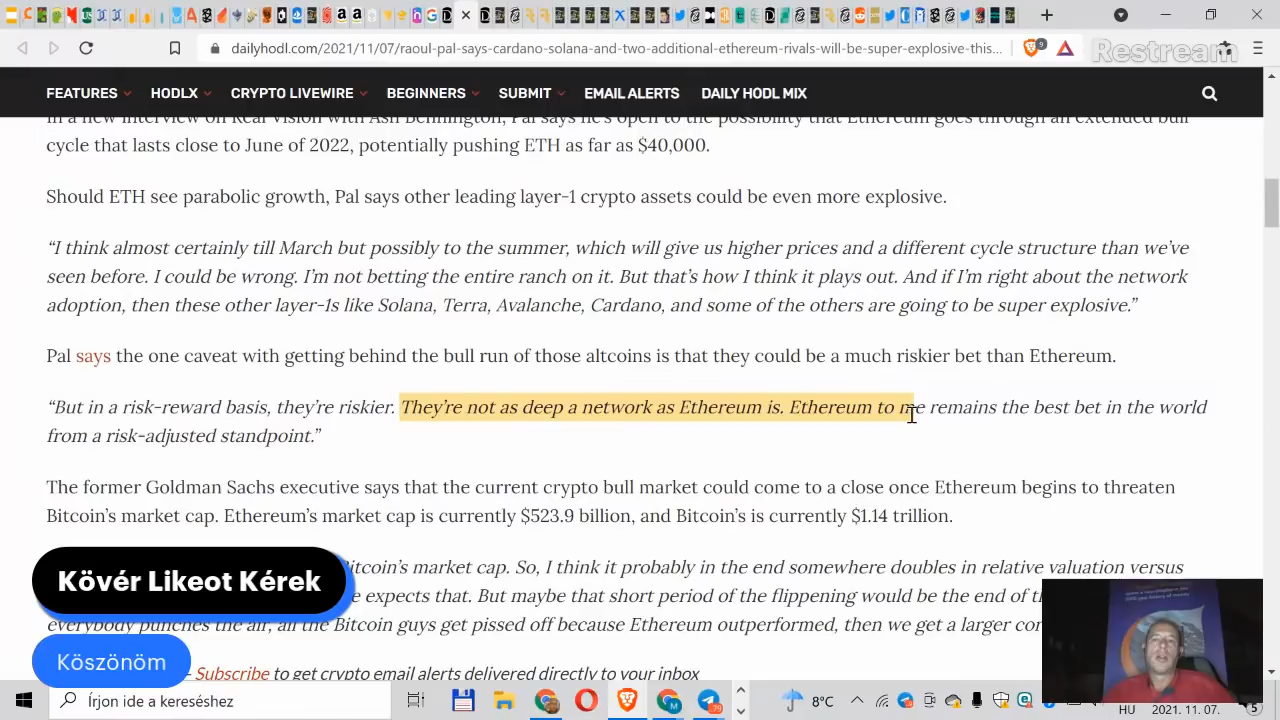 dailyhodl.com/2021/11/07/raoul-pal-says-cardano-solana-and-two-additional-ethereum-rivals-will-be-super-explosive-this...
9
Restream
FEATURES HODLX CRYPTO LIVEWIRE BEGINNERS SUBMIT EMAIL ALERTS DAILY HODL MIX
In a new interview on Real Vision with Ash Bennington, Pal says he's open to the possibility that Ethereum goes through an extended bull
cycle that lasts close to June of 2022, potentially pushing ETH as far as $40,000.
Should ETH see parabolic growth, Pal says other leading layer-1 crypto assets could be even more explosive.
“I think almost certainly till March but possibly to the summer, which will give us higher prices and a different cycle structure than we’ve
seen before. I could be wrong. I’m not betting the entire ranch on it. But that’s how I think it plays out. And if I’m right about the network
adoption, then these other layer-1s like Solana, Terra, Avalanche, Cardano, and some of the others are going to be super explosive.”
Pal says the one caveat with getting behind the bull run of those altcoins is that they could be a much riskier bet than Ethereum.
“But in a risk-reward basis, they’re riskier. They’re not as deep a network as Ethereum is. Ethereum to me remains the best bet in the world
from a risk-adjusted standpoint.”
The former Goldman Sachs executive says that the current crypto bull market could come to a close once Ethereum begins to threaten
Bitcoin’s market cap. Ethereum’s market cap is currently $523.9 billion, and Bitcoin’s is currently $1.14 trillion.
Bitcoin’s market cap. So, I think it probably in the end somewhere doubles in relative valuation versus
expects that. But maybe that short period of the flippening would be the end of
everybody punches the air, all the Bitcoin guys get pissed off because Ethereum outperformed, then we get a larger
Subscribe to get crypto email alerts delivered directly to your inbox
Kövér Likeot Kérek
Köszönöm
Írjon ide a kereséshez
79
8°C
HU
2021. 11. 07.